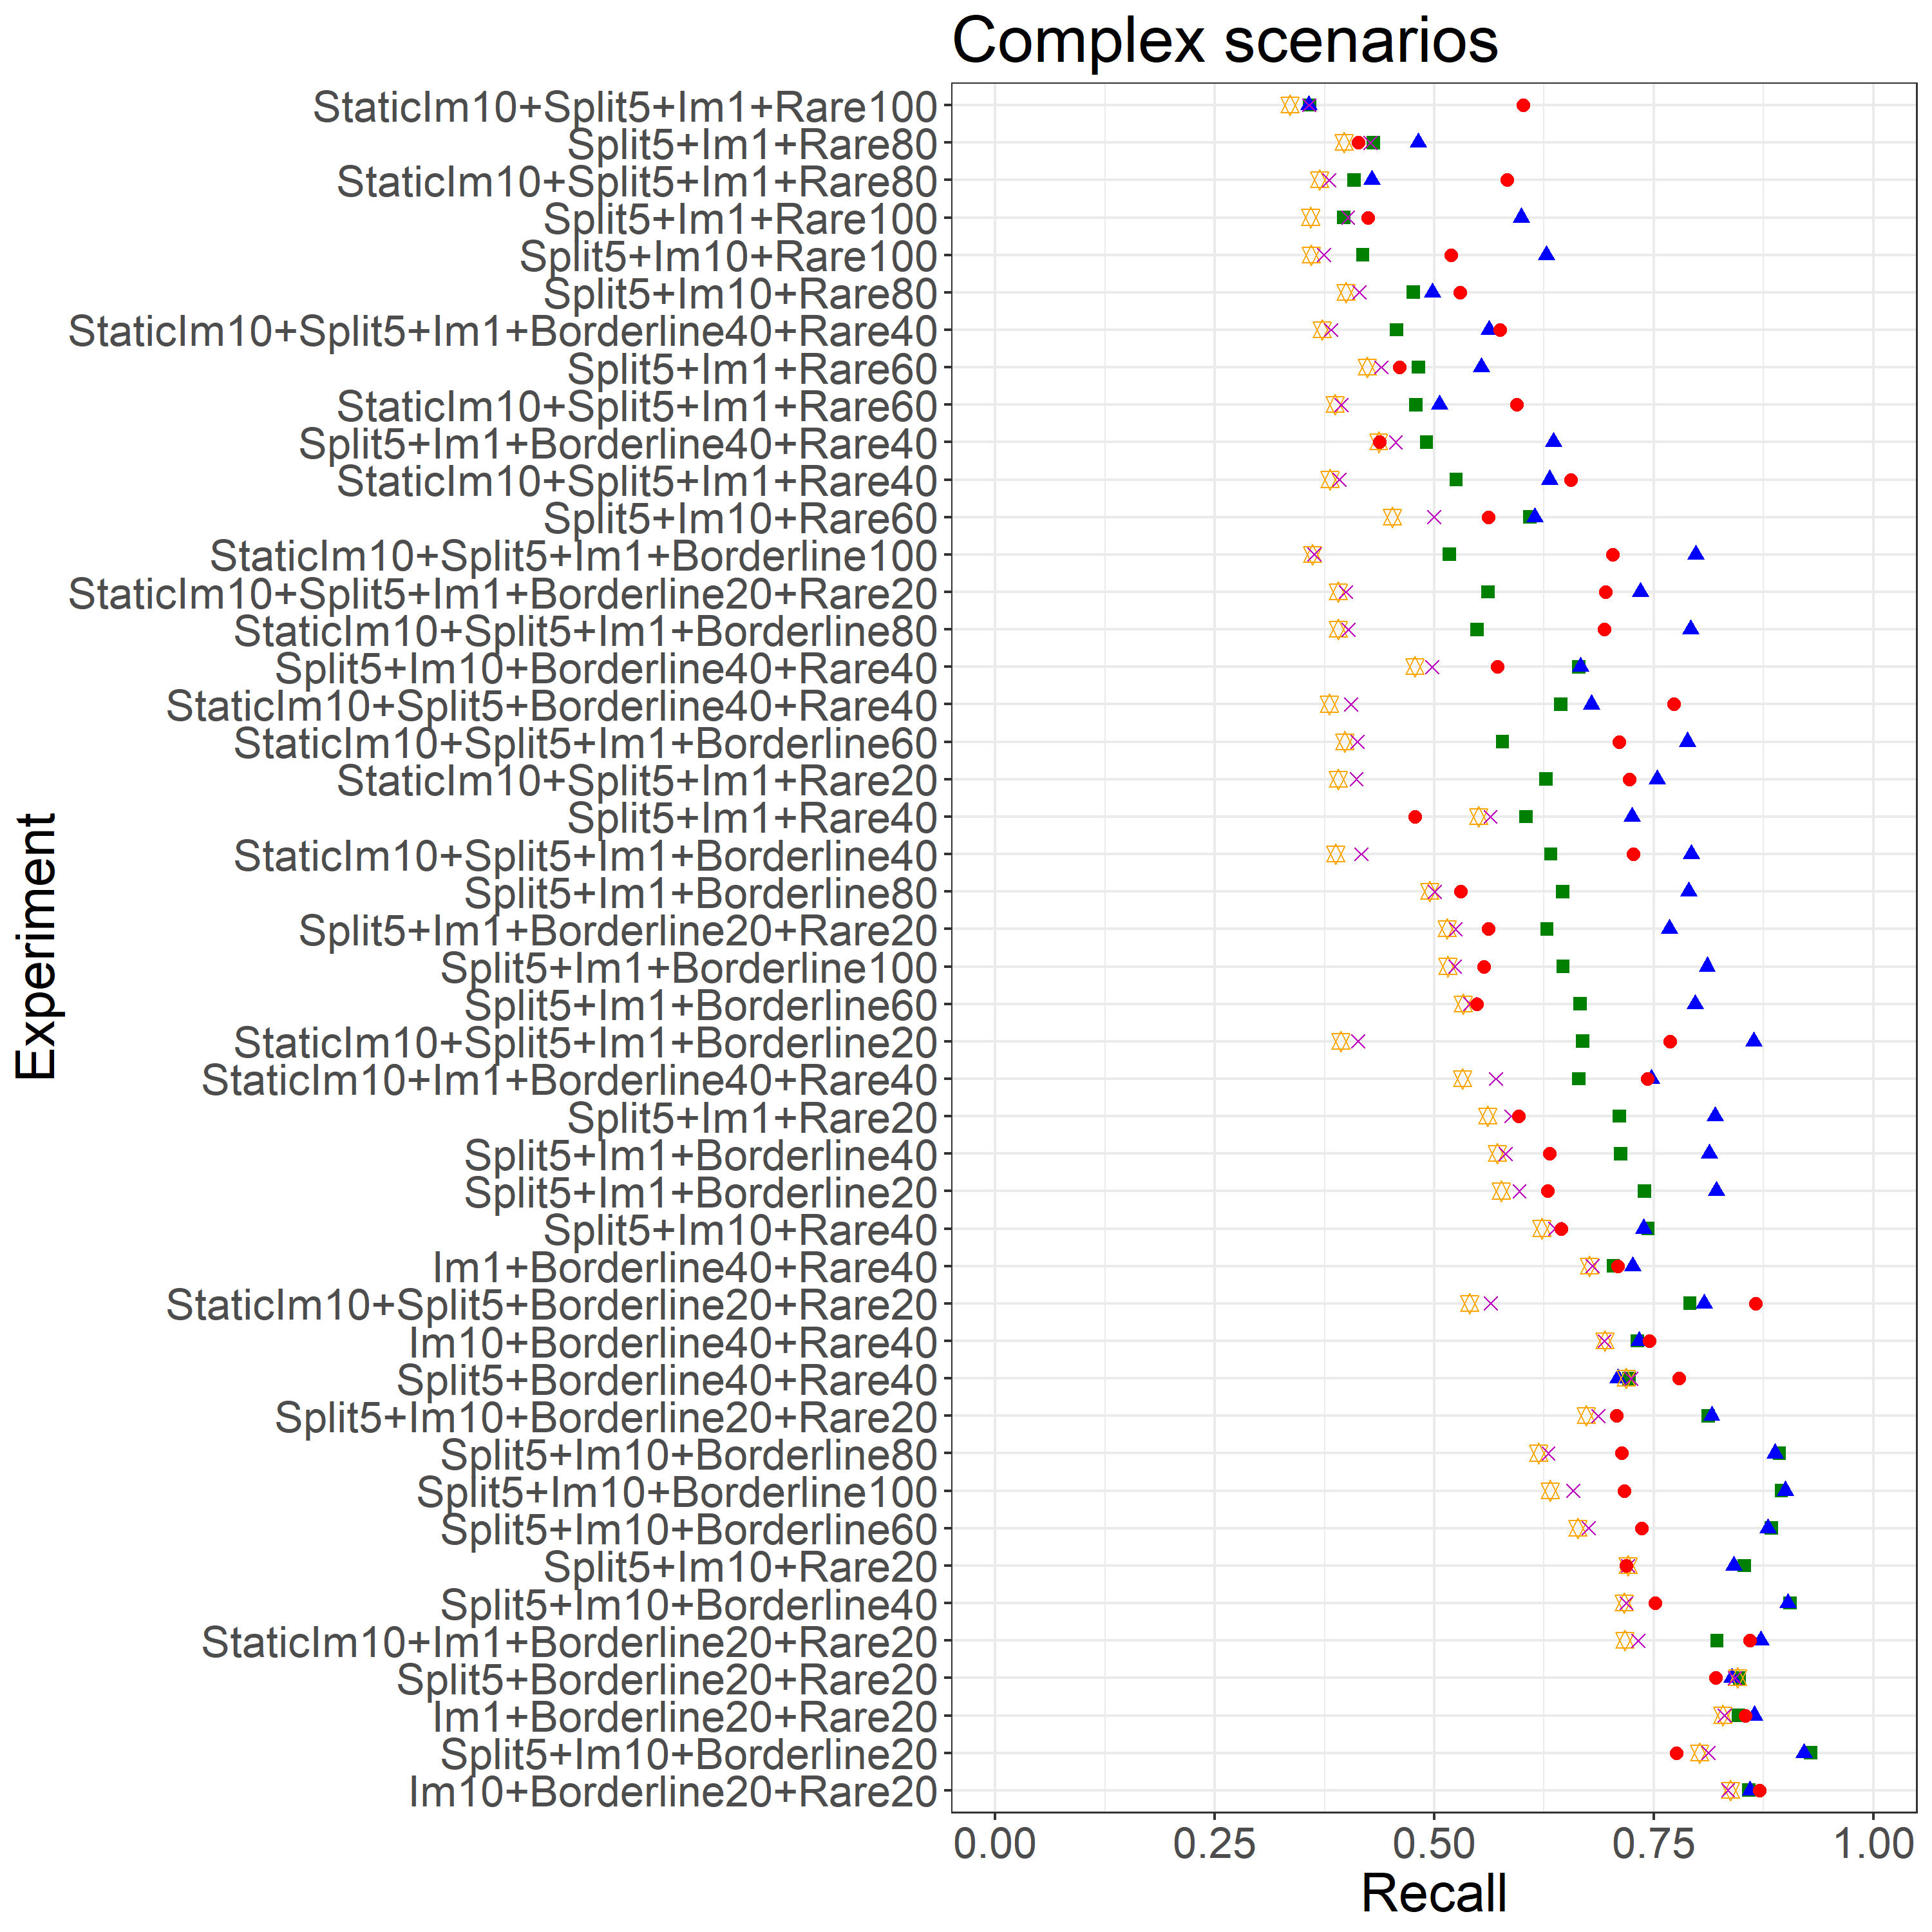 Complex scenarios
StaticIm10+Split5+Im1+Rare100
Split5+Im1+Rare80
StaticIm10+Split5+Im1+Rare80
Split5+Im1+Rare100
Split5+Im10+Rare100
Split5+Im10+Rare80
StaticIm10+Split5+Im1+Borderline40+Rare40
Split5+Im1+Rare60
StaticIm10+Split5+Im1+Rare60
Split5+Im1+Borderline40+Rare40
StaticIm10+Split5+Im1+Rare40
Split5+Im10+Rare60
StaticIm10+Split5+Im1+Borderline100
StaticIm10+Split5+Im1+Borderline20+Rare20
StaticIm10+Split5+Im1+Borderline80
Split5+Im10+Borderline40+Rare40
StaticIm10+Split5+Borderline40+Rare40
StaticIm10+Split5+Im1+Borderline60
StaticIm10+Split5+Im1+Rare20
Split5+Im1+Rare40
StaticIm10+Split5+Im1+Borderline40
Split5+Im1+Borderline80
Split5+Im1+Borderline20+Rare20
Split5+Im1+Borderline100
Split5+Im1+Borderline60
StaticIm10+Split5+Im1+Borderline20
StaticIm10+Im1+Borderline40+Rare40
Split5+Im1+Rare20
Split5+Im1+Borderline40
Split5+Im1+Borderline20
Split5+Im10+Rare40
Im1+Borderline40+Rare40
StaticIm10+Split5+Borderline20+Rare20
Im10+Borderline40+Rare40
Split5+Borderline40+Rare40
Split5+Im10+Borderline20+Rare20
Split5+Im10+Borderline80
Split5+Im10+Borderline100
Split5+Im10+Borderline60
Split5+Im10+Rare20
Split5+Im10+Borderline40
StaticIm10+Im1+Borderline20+Rare20
Split5+Borderline20+Rare20
Im1+Borderline20+Rare20
Split5+Im10+Borderline20
Im10+Borderline20+Rare20
Experiment
0.00 0.25 0.50 0.75 1.00
Recall